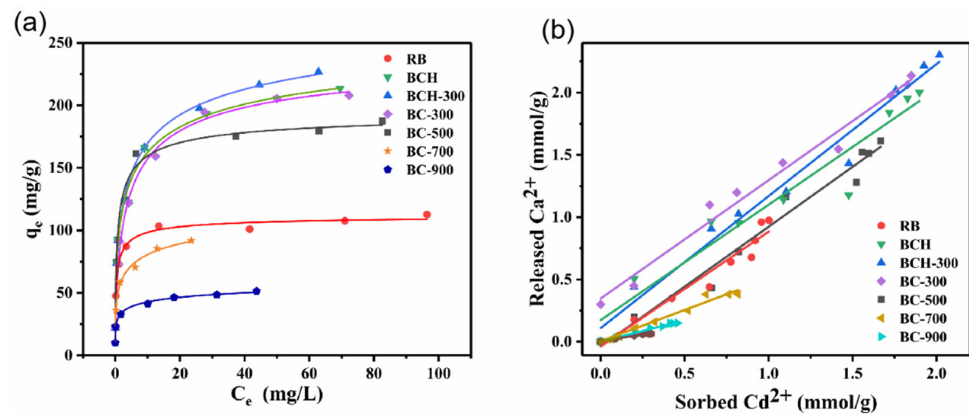 (a)
250
200
150
100
50
0
0 20 40 60 80 100
qe (mg/g)
Ce (mg/L)
RB
BCH
BCH-300
BC-300
BC-500
BC-700
BC-900
(b)
2.0
1.5
1.0
0.5
0.0
0.0 0.5 1.0 1.5 2.0
Released Ca²⁺ (mmol/g)
Sorbed Cd²⁺ (mmol/g)
RB
BCH
BCH-300
BC-300
BC-500
BC-700
BC-900